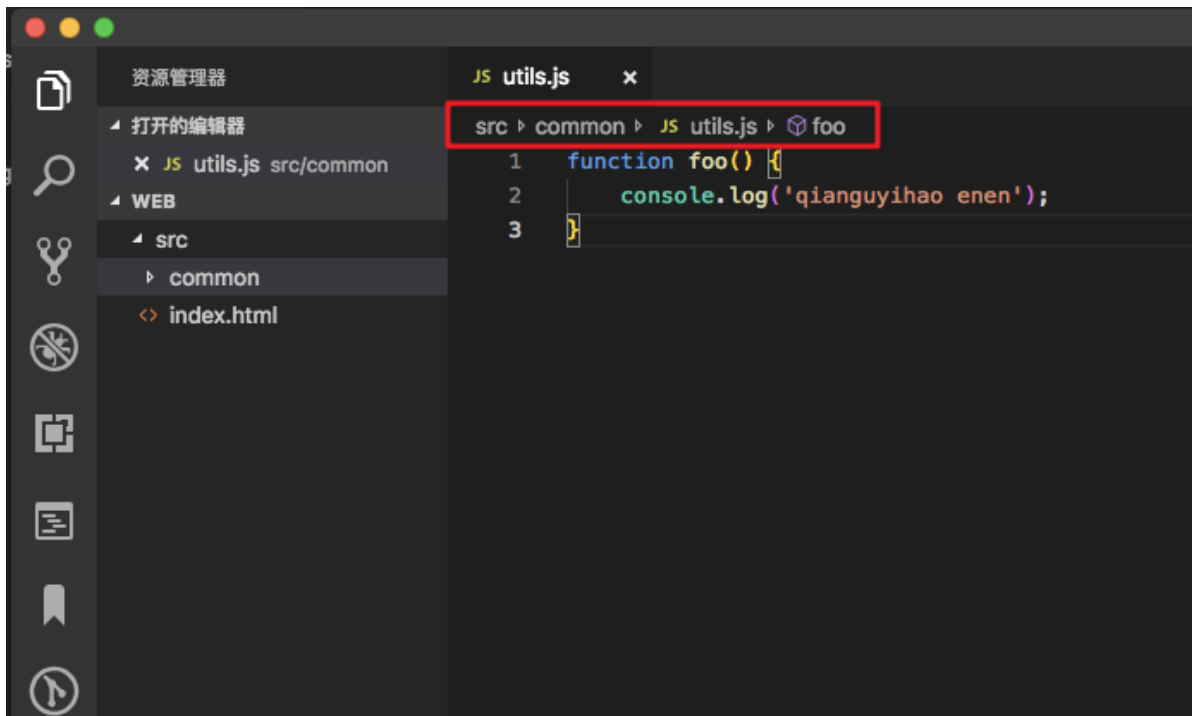 资源管理器
打开的编辑器
JS utils.js src/common
WEB
src
common
<> index.html
JS utils.js
src common JS utils.js foo
1 function foo() {
2 console.log('qianguyihao enen');
3 }